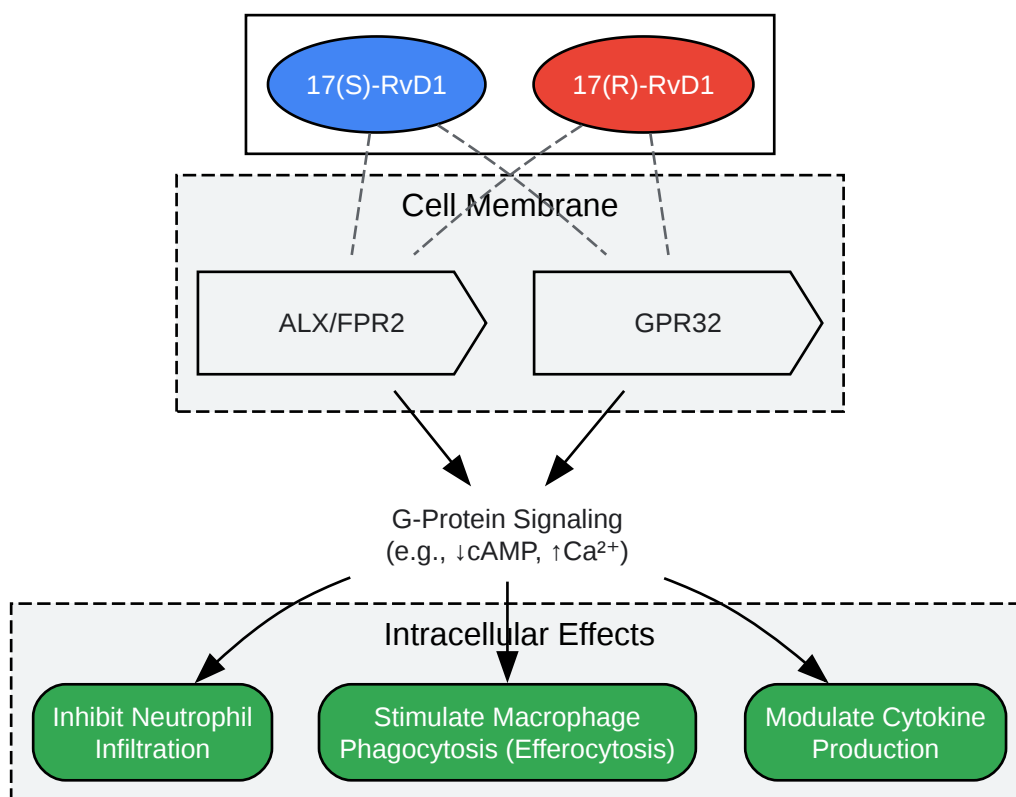 17(S)-RvD1
17(R)-RvD1
Cell Membrane
ALX/FPR2
GPR32
G-Protein Signaling
(e.g., ↓cAMP, ↑Ca²⁺)
Intracellular Effects
Inhibit Neutrophil
Infiltration
Stimulate Macrophage
Phagocytosis (Efferocytosis)
Modulate Cytokine
Production